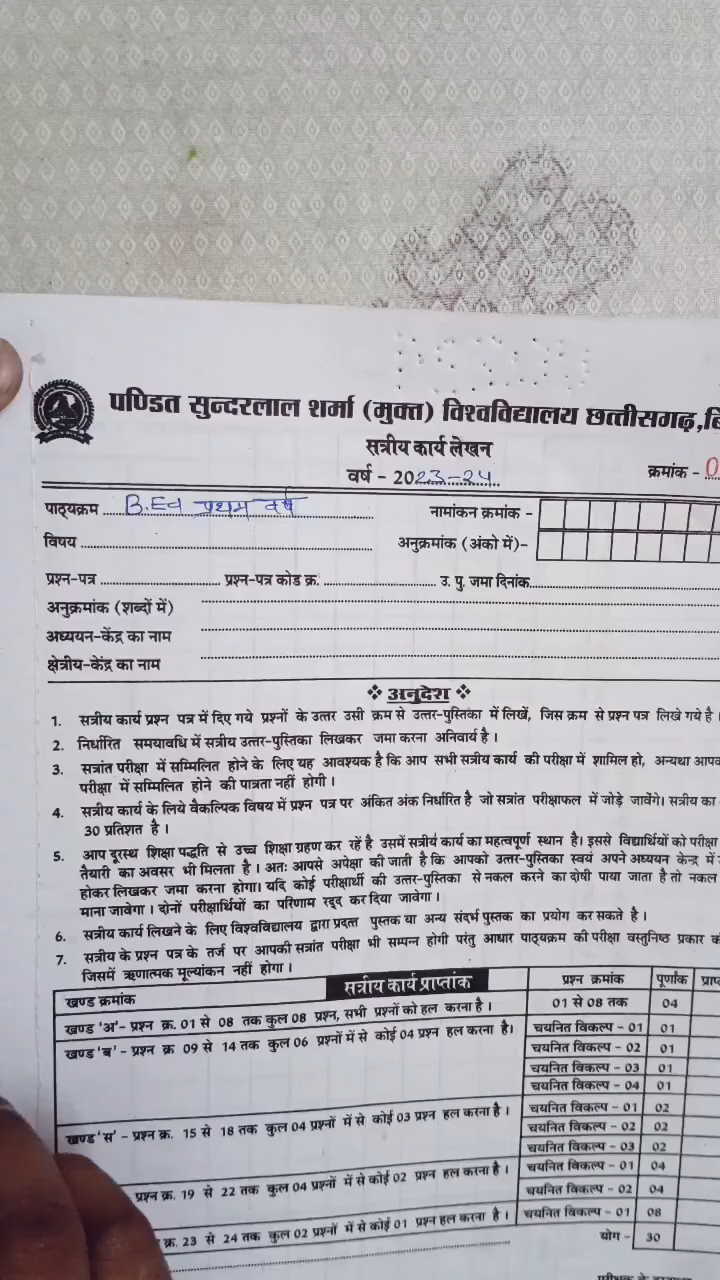 पण्डित सुन्दरलाल शर्मा (मुक्त) विश्वविद्यालय छत्तीसगढ़,
सत्रीय कार्य लेखन
वर्ष - 2023-24
क्रमांक - 0
पाठ्यक्रम B.Ed प्रथम वर्ष
नामांकन क्रमांक -
विषय
अनुक्रमांक (अंको में)-
प्रश्न-पत्र प्रश्न-पत्र कोड क्र. उ. पु. जमा दिनांक
अनुक्रमांक (शब्दों में)
अध्ययन-केंद्र का नाम
क्षेत्रीय-केंद्र का नाम
❖ अनुदेश ❖
1. सत्रीय कार्य प्रश्न पत्र में दिए गये प्रश्नों के उत्तर उसी क्रम से उत्तर-पुस्तिका में लिखें, जिस क्रम से प्रश्न पत्र लिखे गये है।
2. निर्धारित समयावधि में सत्रीय उत्तर-पुस्तिका लिखकर जमा करना अनिवार्य है।
3. सत्रांत परीक्षा में सम्मिलित होने के लिए यह आवश्यक है कि आप सभी सत्रीय कार्य की परीक्षा में शामिल हो, अन्यथा
परीक्षा में सम्मिलित होने की पात्रता नहीं होगी।
4. सत्रीय कार्य के लिये वैकल्पिक विषय में प्रश्न पत्र पर अंकित अंक निर्धारित है जो सत्रांत परीक्षाफल में जोड़े जावेंगे। सत्रीय का
30 प्रतिशत है।
5. आप दूरस्थ शिक्षा पद्धति से उच्च शिक्षा ग्रहण कर रहें है उसमें सत्रीय कार्य का महत्वपूर्ण स्थान है। इससे विद्यार्थियों को परीक्षा
तैयारी का अवसर भी मिलता है। अतः आपसे अपेक्षा की जाती है कि आपको उत्तर-पुस्तिका स्वयं अपने अध्ययन केन्द्र में
होकर लिखकर जमा करना होगा। यदि कोई परीक्षार्थी की उत्तर-पुस्तिका से नकल करने का दोषी पाया जाता है तो नकल
माना जावेगा। दोनों परीक्षार्थियों का परिणाम रद्द कर दिया जावेगा।
6. सत्रीय कार्य लिखने के लिए विश्वविद्यालय द्वारा प्रदत्त पुस्तक या अन्य संदर्भ पुस्तक का प्रयोग कर सकते है।
7. सत्रीय के प्रश्न पत्र के तर्ज पर आपकी सत्रांत परीक्षा भी सम्पन्न होगी परंतु आधार पाठ्यक्रम की परीक्षा वस्तुनिष्ठ प्रकार
जिसमें ऋणात्मक मूल्यांकन नहीं होगा।
खण्ड क्रमांक सत्रीय कार्य प्राप्तांक प्रश्न क्रमांक पूर्णांक
खण्ड 'अ'- प्रश्न क्र. 01 से 08 तक कुल 08 प्रश्न, सभी प्रश्नों को हल करना है। 01 से 08 तक 04
खण्ड 'ब'- प्रश्न क्र 09 से 14 तक कुल 06 प्रश्नों में से कोई 04 प्रश्न हल करना है। चयनित विकल्प - 01 01
चयनित विकल्प - 02 01
चयनित विकल्प - 03 01
चयनित विकल्प - 04 01
खण्ड 'स'- प्रश्न क्र. 15 से 18 तक कुल 04 प्रश्नों में से कोई 03 प्रश्न हल करना है। चयनित विकल्प - 01 02
चयनित विकल्प - 02 02
चयनित विकल्प - 03 02
प्रश्न क्र. 19 से 22 तक कुल 04 प्रश्नों में से कोई 02 प्रश्न हल करना है। चयनित विकल्प - 01 04
चयनित विकल्प - 02 04
क्र. 23 से 24 तक कुल 02 प्रश्नों में से कोई 01 प्रश्न हल करना है। चयनित विकल्प - 01 08
योग - 30